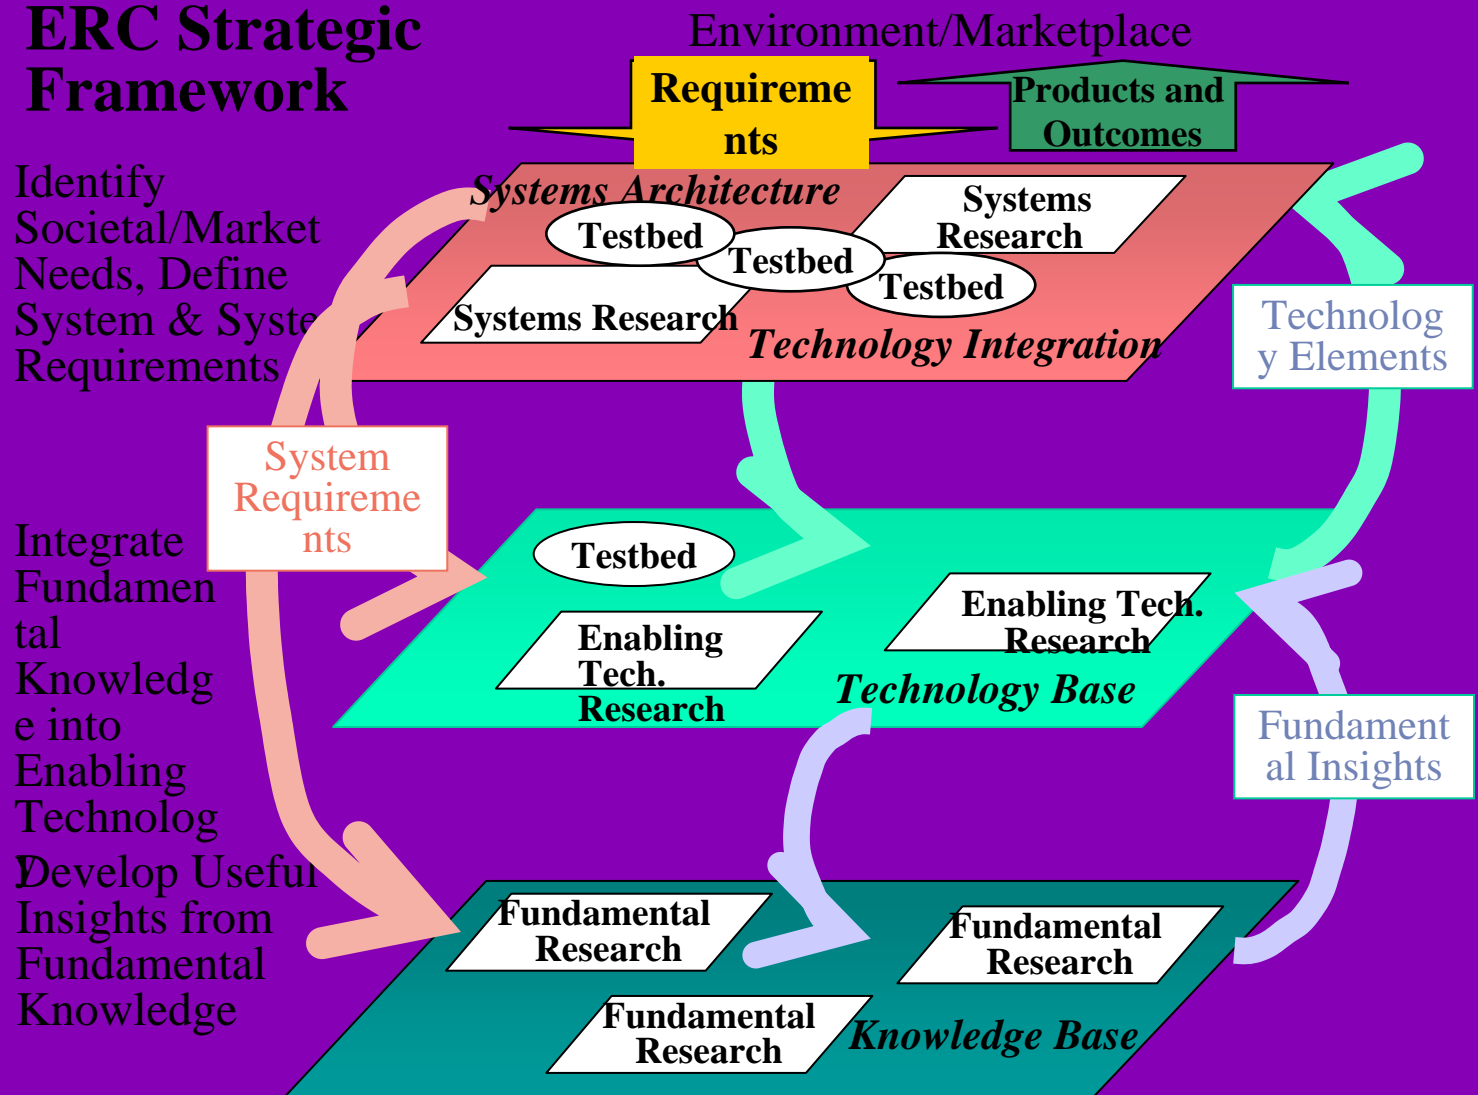 ERC Strategic
Framework
Environment/Marketplace
Requireme
nts
Products and
Outcomes
Identify
Societal/Market
Needs, Define
System & Syste
Requirements
Systems Architecture
Systems
Research
Testbed
Testbed
Testbed
Systems Research
Technology Integration
Technolog
y Elements
System
Requireme
nts
Integrate
Fundamen
tal
Knowledg
e into
Enabling
Technolog
y
Testbed
Enabling Tech.
Research
Enabling
Tech.
Research
Technology Base
Fundament
al Insights
Develop Useful
Insights from
Fundamental
Knowledge
Fundamental
Research
Fundamental
Research
Fundamental
Research
Knowledge Base